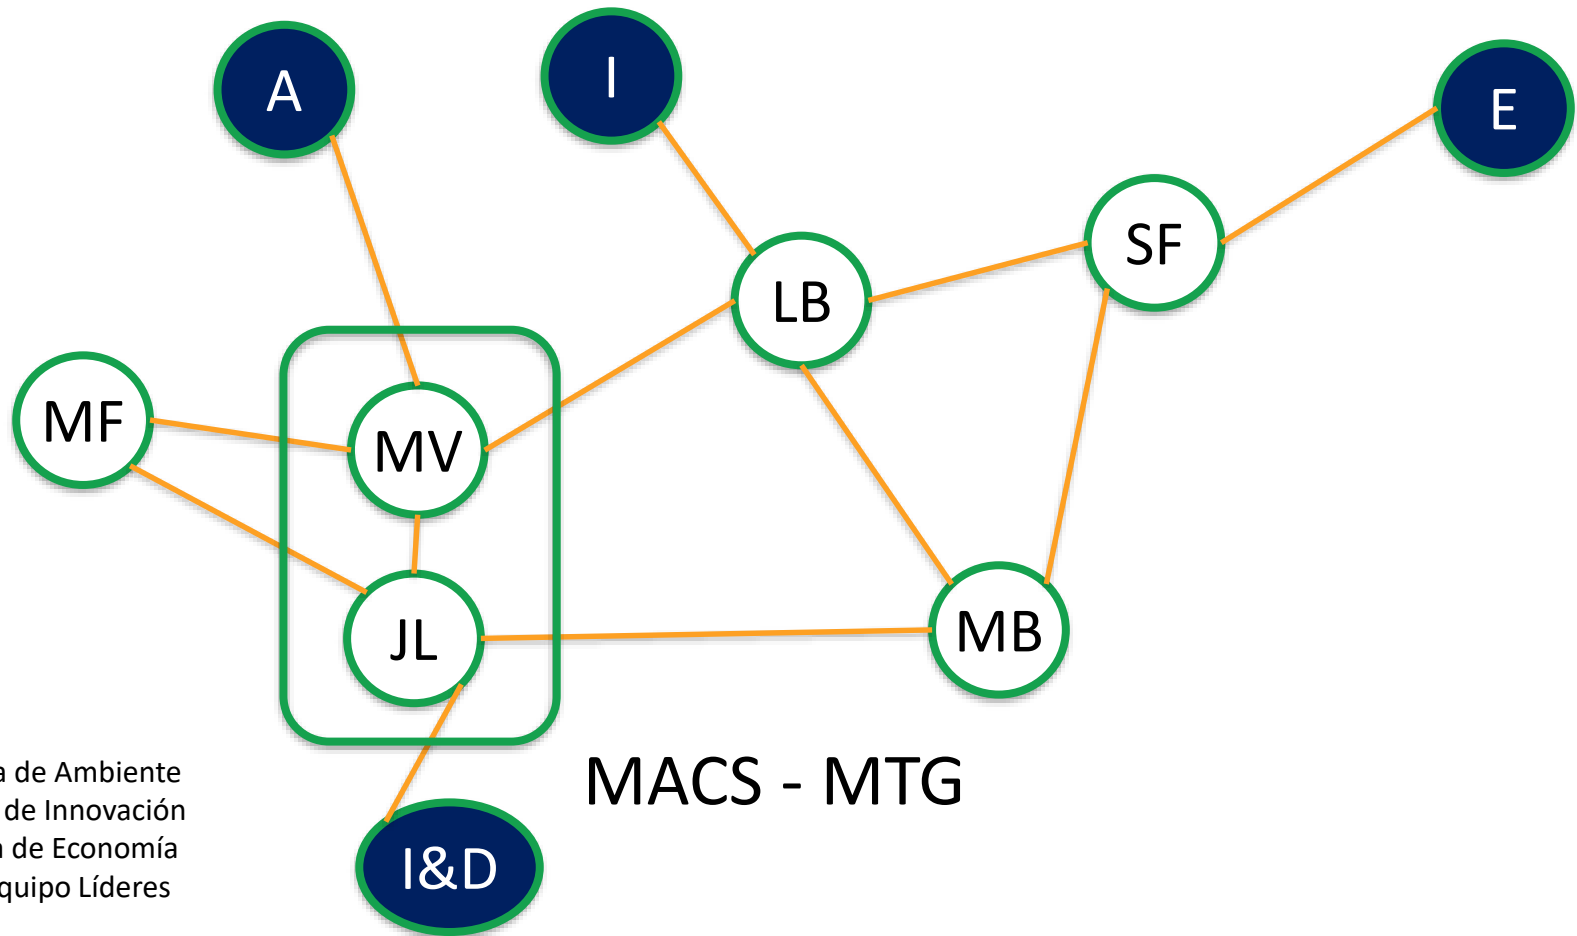 A
I
E
SF
LB
MF
MV
JL
MB
MACS - MTG
de Ambiente
de Innovación
de Economía
quipo Líderes
I&D